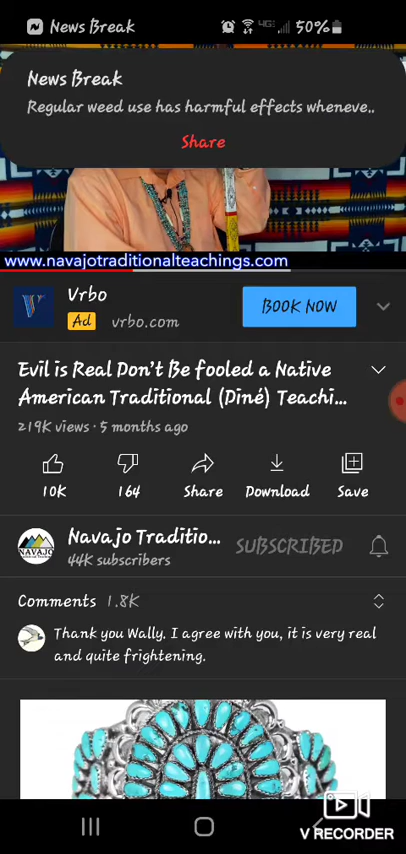 News Break
4G
50%
News Break
Regular weed use has harmful effects wheneve..
Share
www.navajotraditionalteachings.com
Vrbo
Ad vrbo.com
BOOK NOW
Evil is Real Don't Be fooled a Native
American Traditional (Diné) Teachi...
219K views · 5 months ago
10K
164
Share
Download
Save
NAVAJO
Navajo Traditio...
44K subscribers
SUBSCRIBED
Comments 1.8K
Thank you Wally. I agree with you, it is very real
and quite frightening.
V RECORDER